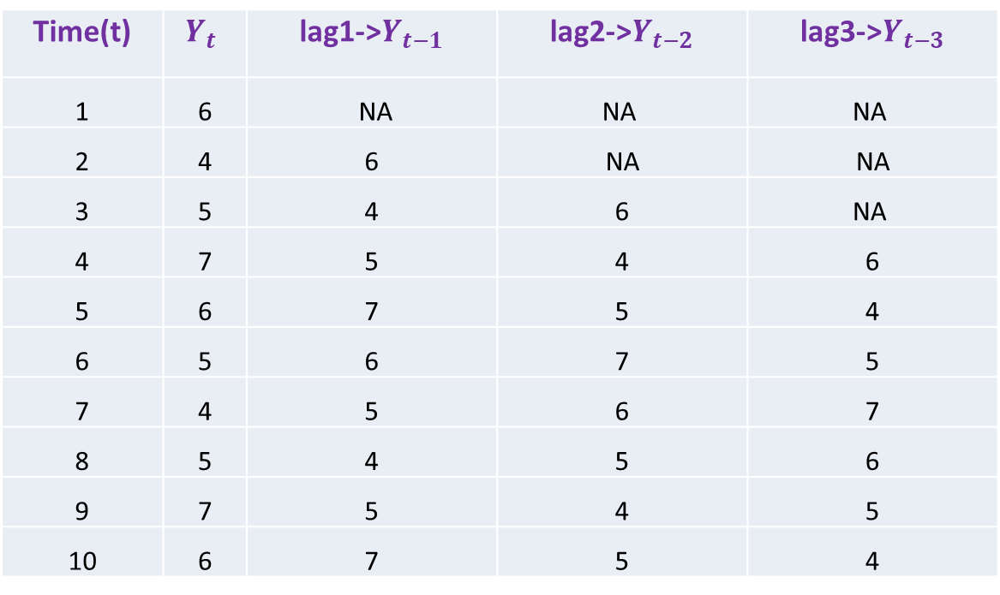 Time(t) Y_t lag1->Y_{t-1} lag2->Y_{t-2} lag3->Y_{t-3}
1 6 NA NA NA
2 4 6 NA NA
3 5 4 6 NA
4 7 5 4 6
5 6 7 5 4
6 5 6 7 5
7 4 5 6 7
8 5 4 5 6
9 7 5 4 5
10 6 7 5 4